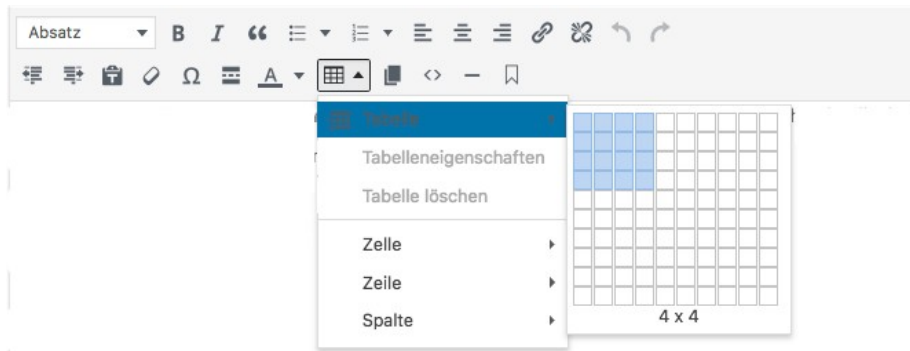 Absatz
Tabelle
Tabelleneigenschaften
Tabelle löschen
Zelle
Zeile
Spalte
4 x 4